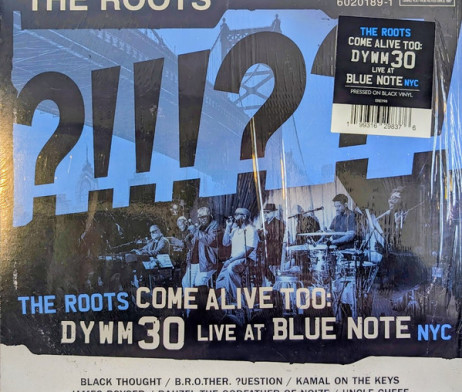 THE ROOTS
6020189-1
THE ROOTS
COME ALIVE TOO:
DYWM30
LIVE AT
BLUE NOTE NYC
PRESSED ON BLACK VINYL
?!!!??
THE ROOTS COME ALIVE TOO:
DYWM30 LIVE AT BLUE NOTE NYC
BLACK THOUGHT / B.R.O.THER. ?UESTION / KAMAL ON THE KEYS